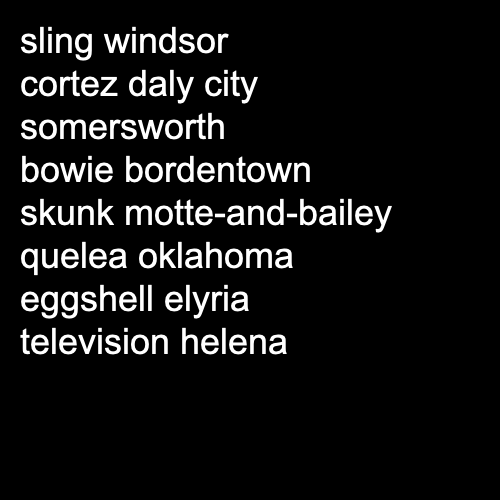 sling windsor
cortez daly city
somersworth
bowie bordentown
skunk motte-and-bailey
quelea oklahoma
eggshell elyria
television helena